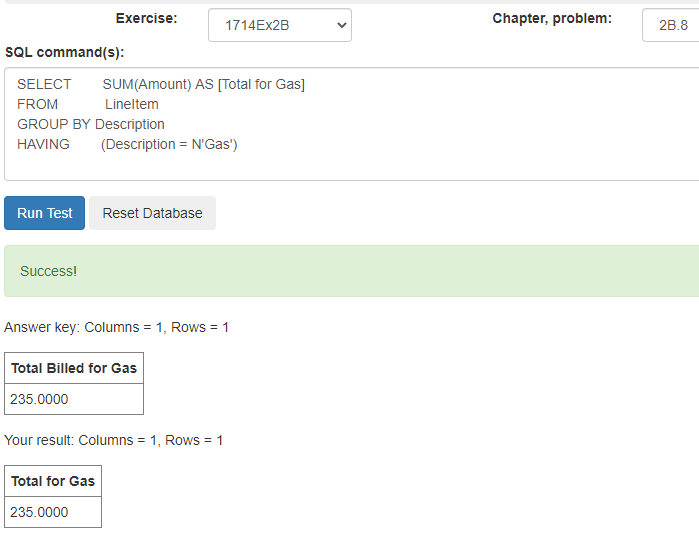 Exercise: 1714Ex2B Chapter, problem: 2B.8
SQL command(s):
SELECT SUM(Amount) AS [Total for Gas]
FROM LineItem
GROUP BY Description
HAVING (Description = N'Gas')
Run Test Reset Database
Success!
Answer key: Columns = 1, Rows = 1
Total Billed for Gas
235.0000
Your result: Columns = 1, Rows = 1
Total for Gas
235.0000